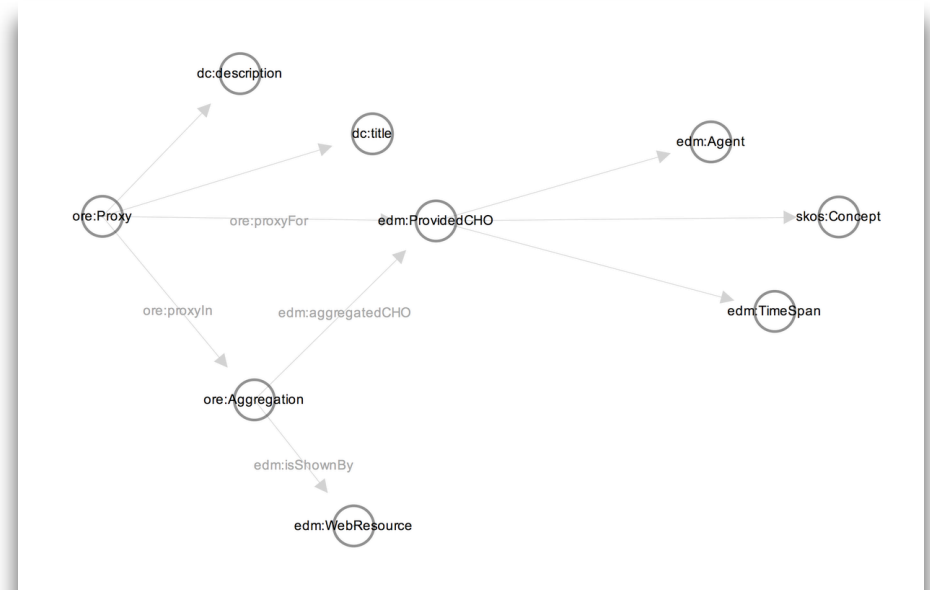 dc:description
dc:title
edm:Agent
ore:Proxy
ore:proxyFor
edm:ProvidedCHO
skos:Concept
ore:proxyIn
edm:aggregatedCHO
edm:TimeSpan
ore:Aggregation
edm:isShownBy
edm:WebResource